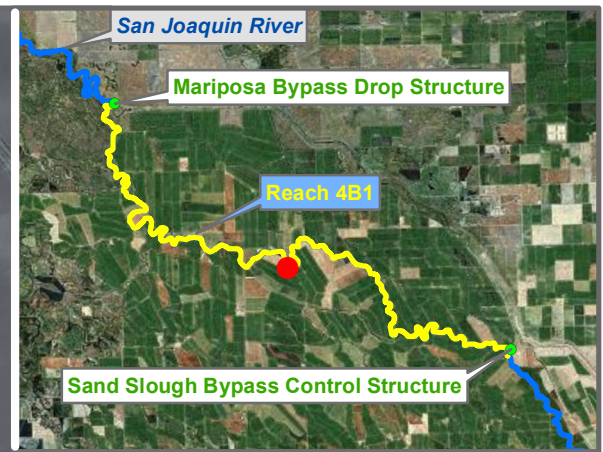 San Joaquin River
Mariposa Bypass Drop Structure
Reach 4B1
Sand Slough Bypass Control Structure